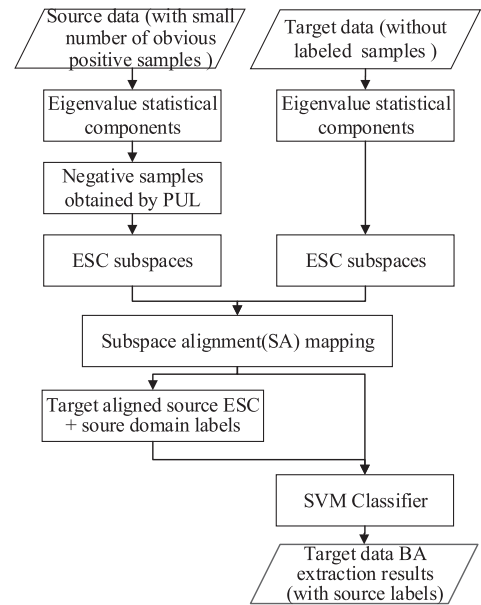 Source data (with small
number of obvious
positive samples )
Target data (without
labeled samples )
Eigenvalue statistical
components
Eigenvalue statistical
components
Negative samples
obtained by PUL
ESC subspaces
ESC subspaces
Subspace alignment(SA) mapping
Target aligned source ESC
+ soure domain labels
SVM Classifier
Target data BA
extraction results
(with source labels)